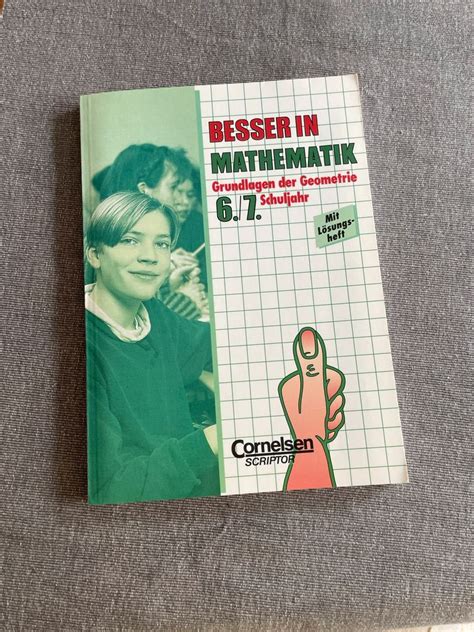 BESSER IN
MATHEMATIK
Grundlagen der Geometrie
6./7. Schuljahr
Mit
Lösungs-
heft
Cornelsen
SCRIPTOR